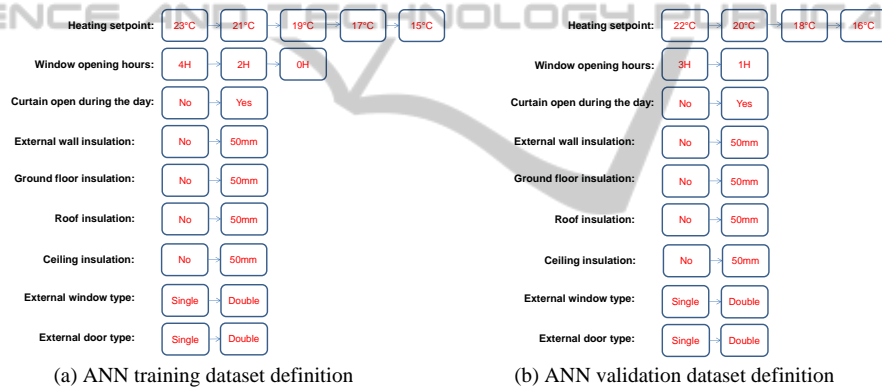 ENCE AND TECHNOLOGY PUBLICA
Heating setpoint: 23°C 21°C 19°C 17°C 15°C
Window opening hours: 4H 2H 0H
Curtain open during the day: No Yes
External wall insulation: No 50mm
Ground floor insulation: No 50mm
Roof insulation: No 50mm
Ceiling insulation: No 50mm
External window type: Single Double
External door type: Single Double
(a) ANN training dataset definition
Heating setpoint: 22°C 20°C 18°C 16°C
Window opening hours: 3H 1H
Curtain open during the day: No Yes
External wall insulation: No 50mm
Ground floor insulation: No 50mm
Roof insulation: No 50mm
Ceiling insulation: No 50mm
External window type: Single Double
External door type: Single Double
(b) ANN validation dataset definition